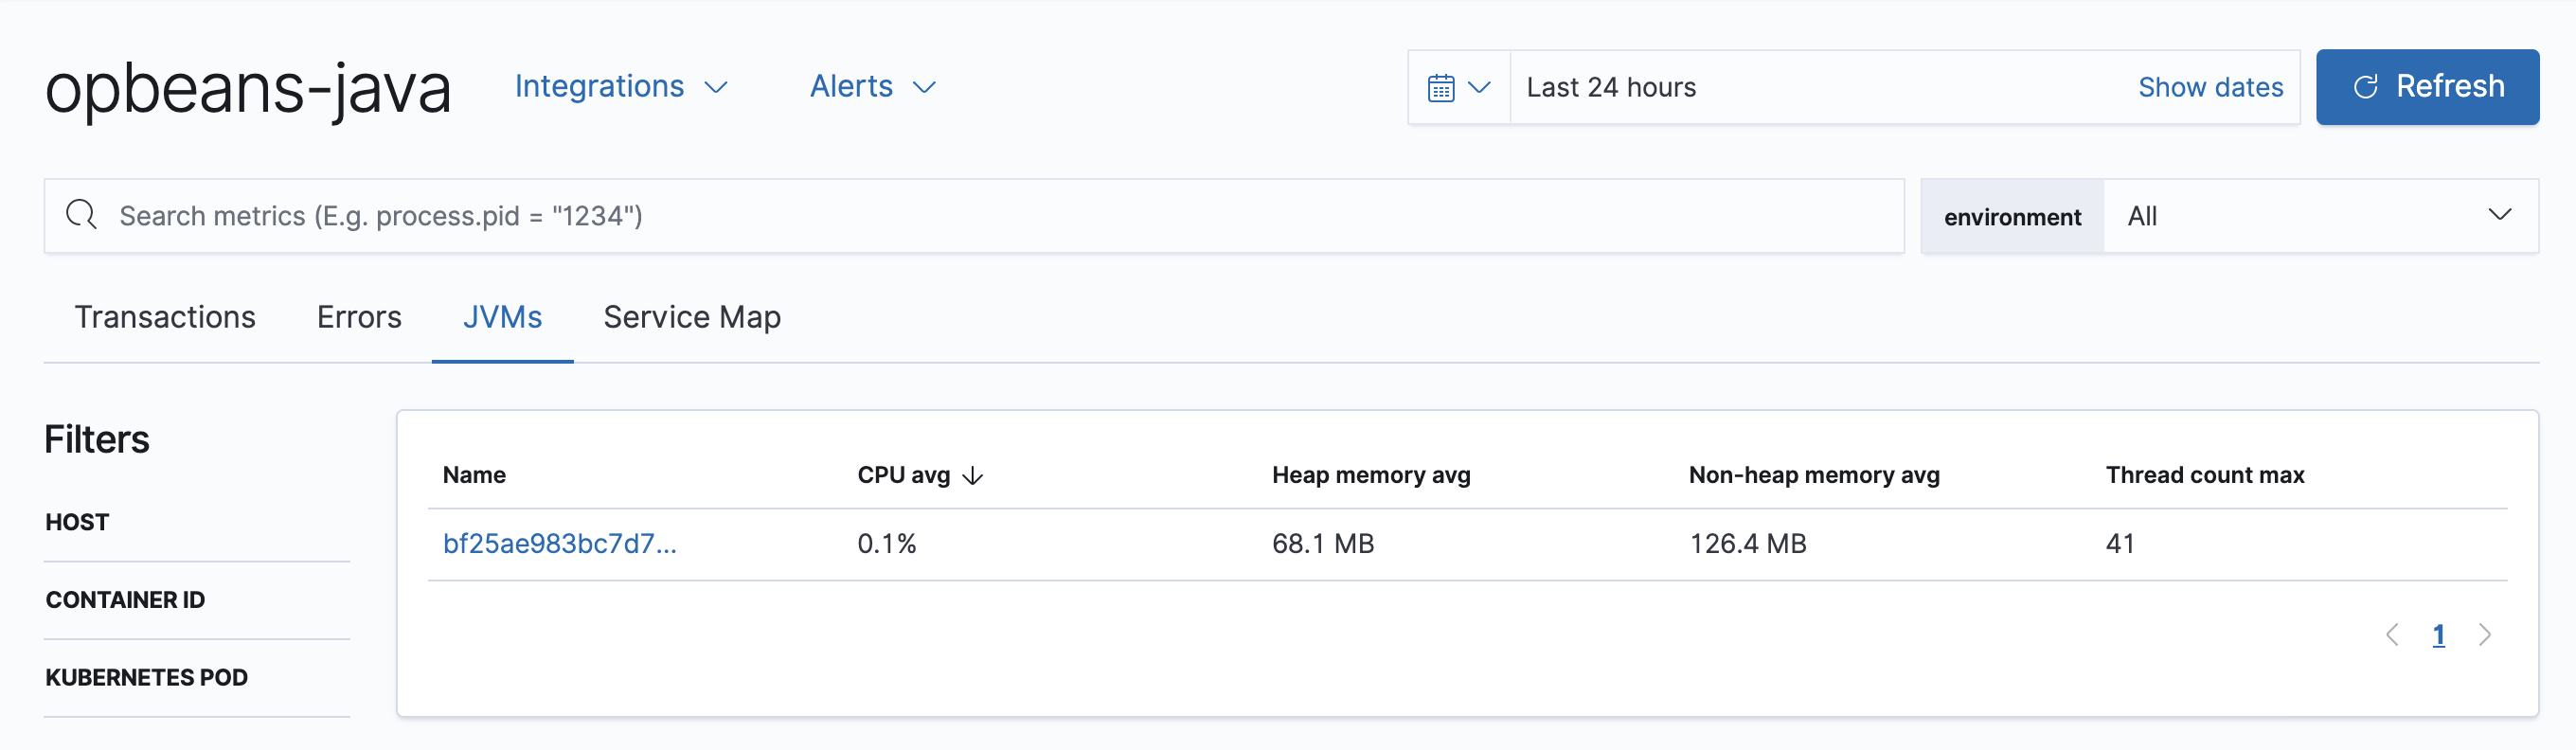 opbeans-java Integrations Alerts Last 24 hours Show dates Refresh
Search metrics (E.g. process.pid = "1234") environment All
Transactions Errors JVMs Service Map
Filters
HOST
CONTAINER ID
KUBERNETES POD
Name CPU avg Heap memory avg Non-heap memory avg Thread count max
bf25ae983bc7d7... 0.1% 68.1 MB 126.4 MB 41
1